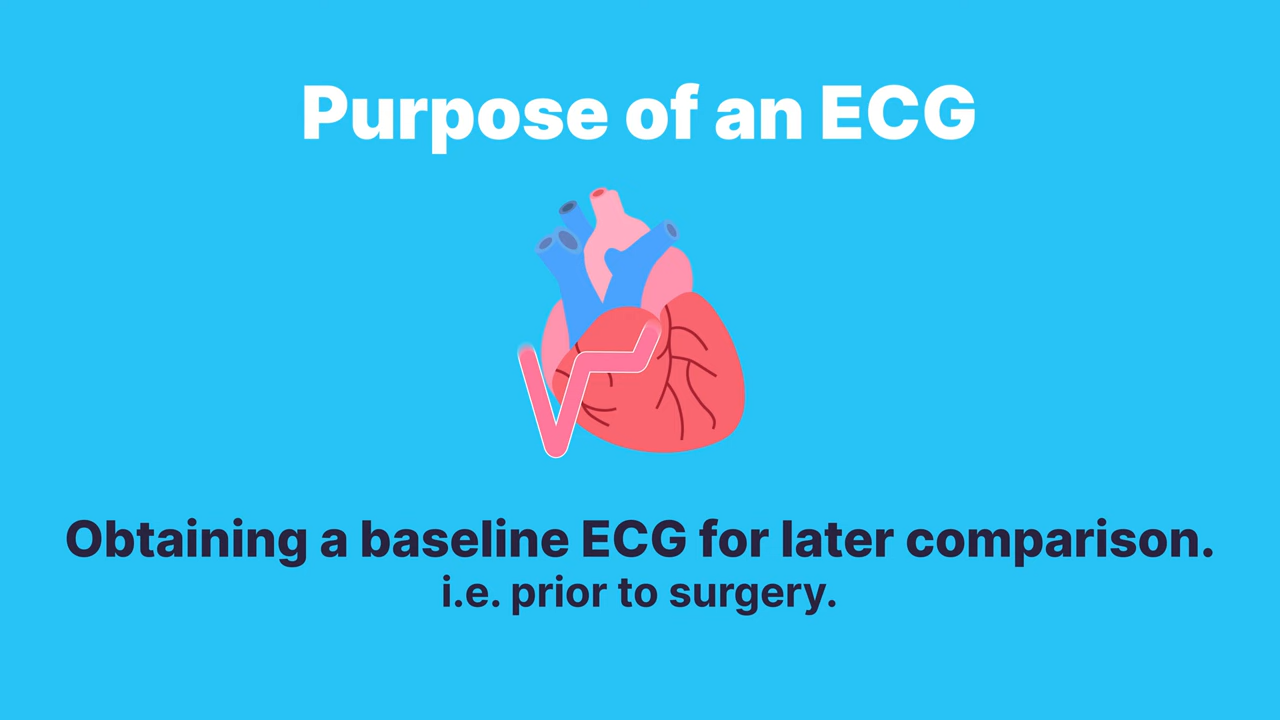 Purpose of an ECG
Obtaining a baseline ECG for later comparison.
i.e. prior to surgery.